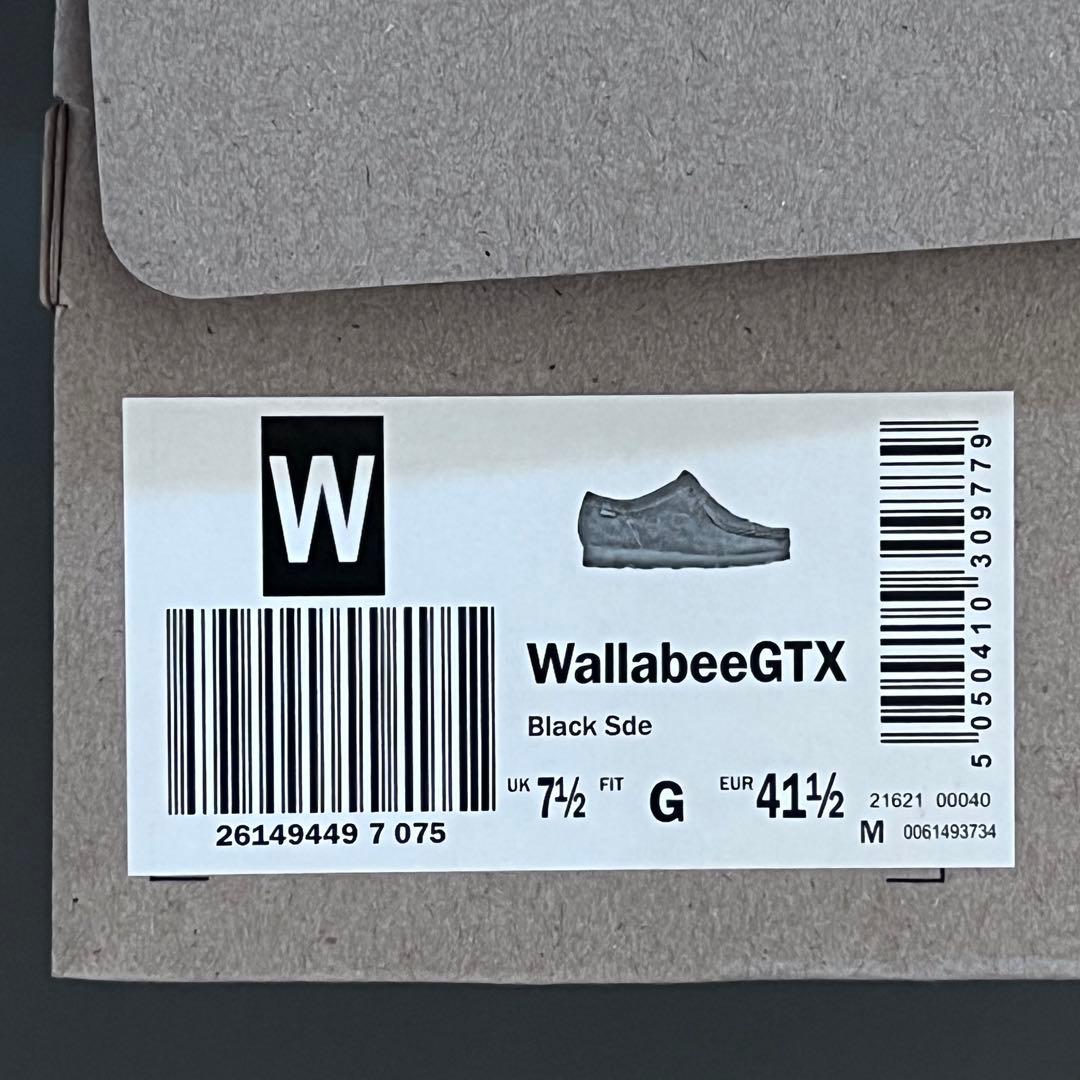 W
WallabeeGTX
Black Sde
UK 7½ FIT G EUR 41½
26149449 7 075
5 050410 309779
21621 00040
M 0061493734